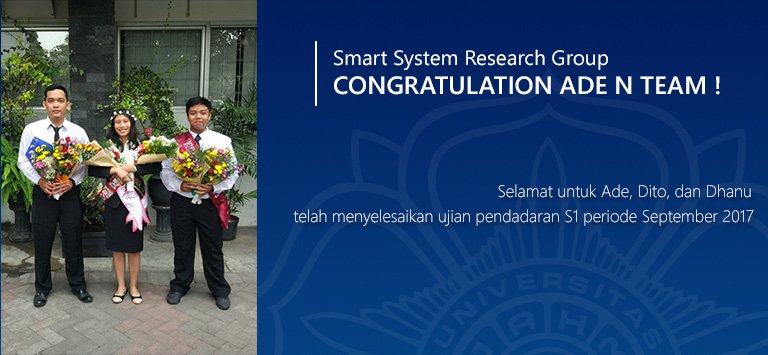 Smart System Research Group
CONGRATULATION ADE N TEAM !
Selamat untuk Ade, Dito, dan Dhanu
telah menyelesaikan ujian pendadaran S1 periode September 2017
UNIVERSITAS